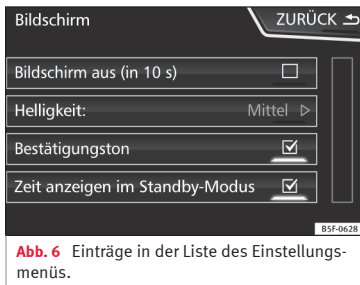 Bildschirm
ZURÜCK
Bildschirm aus (in 10 s)
Helligkeit:
Mittel
Bestätigungston
Zeit anzeigen im Standby-Modus
B5F-0628
Abb. 6 Einträge in der Liste des Einstellungs-
menüs.